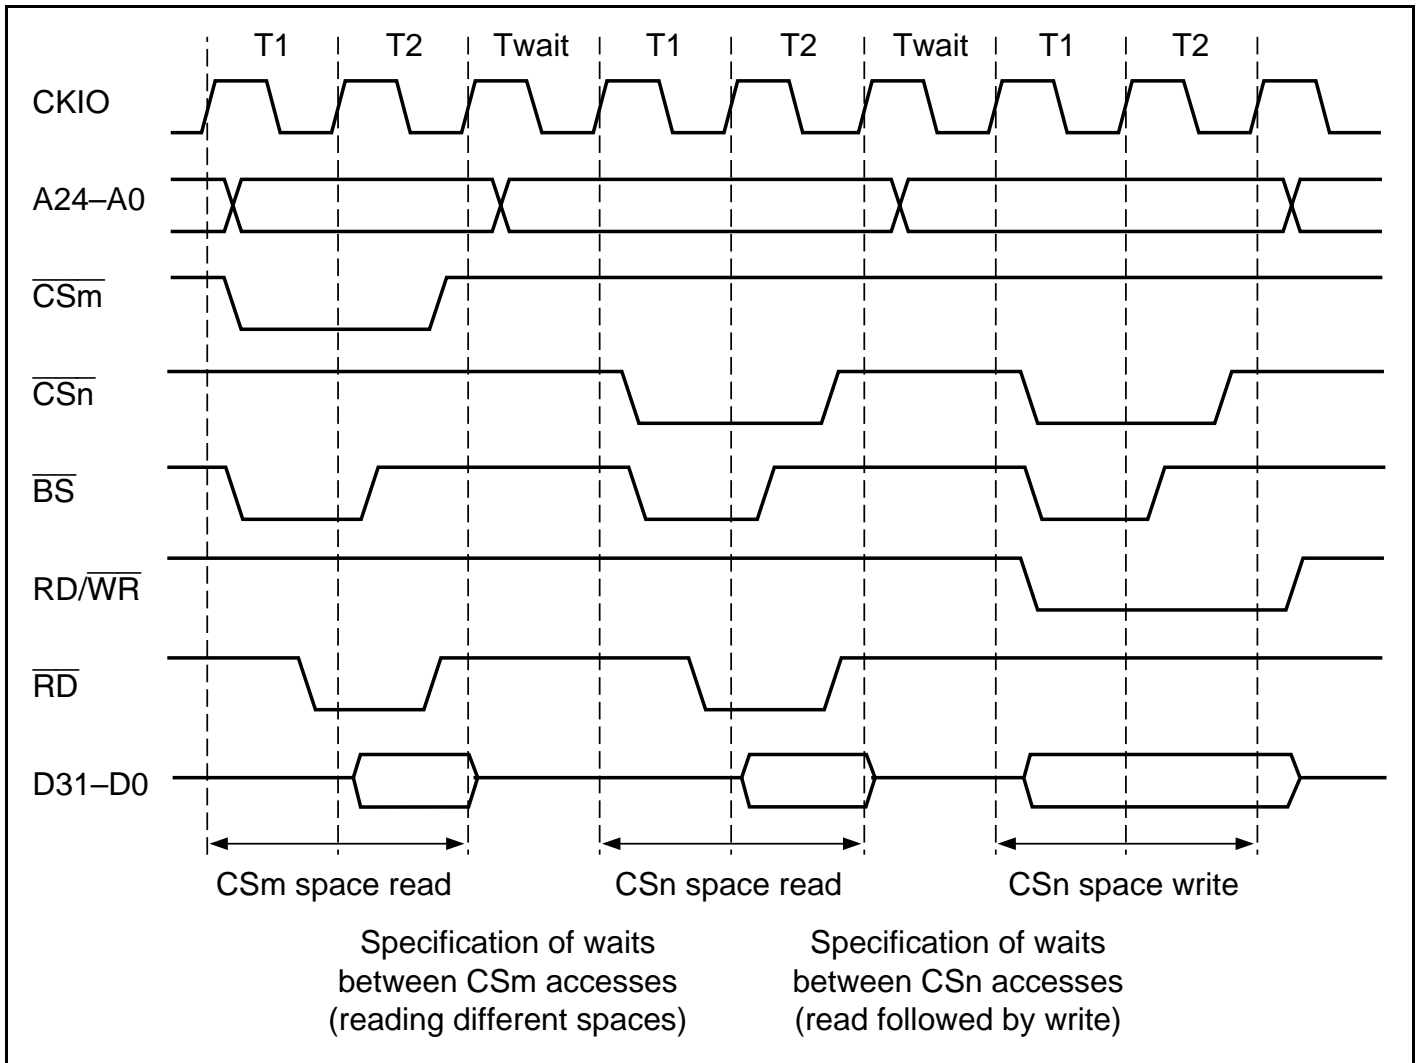 T1 T2 Twait T1 T2 Twait T1 T2
CKIO
A24–A0
CSm
CSn
BS
RD/WR
RD
D31–D0
CSm space read CSn space read CSn space write
Specification of waits
between CSm accesses
(reading different spaces)
Specification of waits
between CSn accesses
(read followed by write)